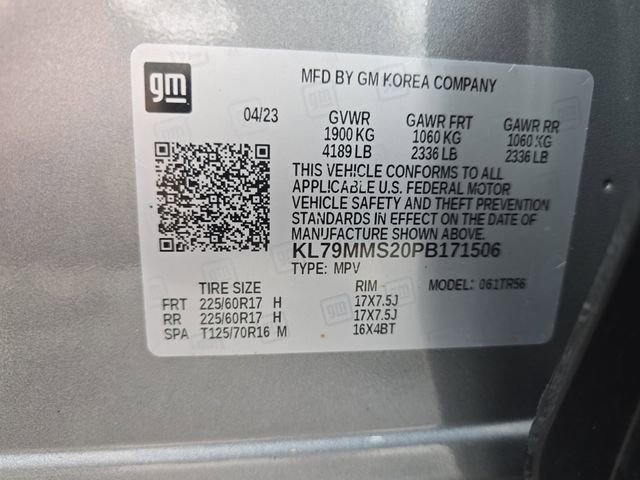 gm
MFD BY GM KOREA COMPANY
04/23 GVWR GAWR FRT GAWR RR
1900 KG 1060 KG 1060 KG
4189 LB 2336 LB 2336 LB
THIS VEHICLE CONFORMS TO ALL
APPLICABLE U.S. FEDERAL MOTOR
VEHICLE SAFETY AND THEFT PREVENTION
STANDARDS IN EFFECT ON THE DATE OF
MANUFACTURE SHOWN ABOVE.
KL79MMS20PB171506
TYPE: MPV MODEL: 061TR56
TIRE SIZE RIM
FRT 225/60R17 H 17X7.5J
RR 225/60R17 H 17X7.5J
SPA T125/70R16 M 16X4BT